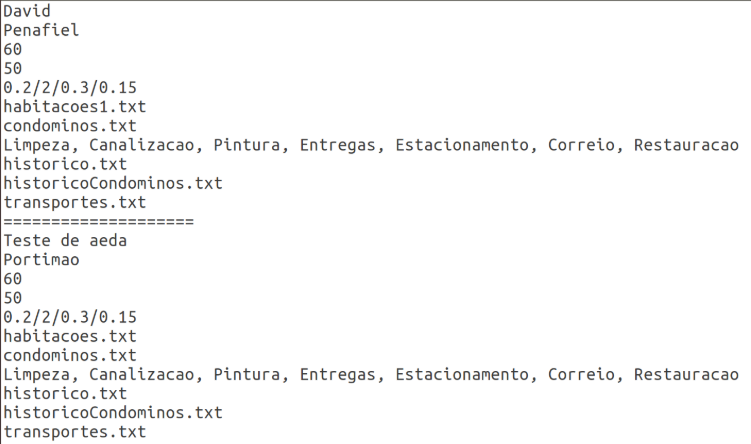 David
Penafiel
60
50
0.2/2/0.3/0.15
habitacoes1.txt
condominos.txt
Limpeza, Canalizacao, Pintura, Entregas, Estacionamento, Correio, Restauracao
historico.txt
historicoCondominos.txt
transportes.txt
====================
Teste de aeda
Portimao
60
50
0.2/2/0.3/0.15
habitacoes.txt
condominos.txt
Limpeza, Canalizacao, Pintura, Entregas, Estacionamento, Correio, Restauracao
historico.txt
historicoCondominos.txt
transportes.txt